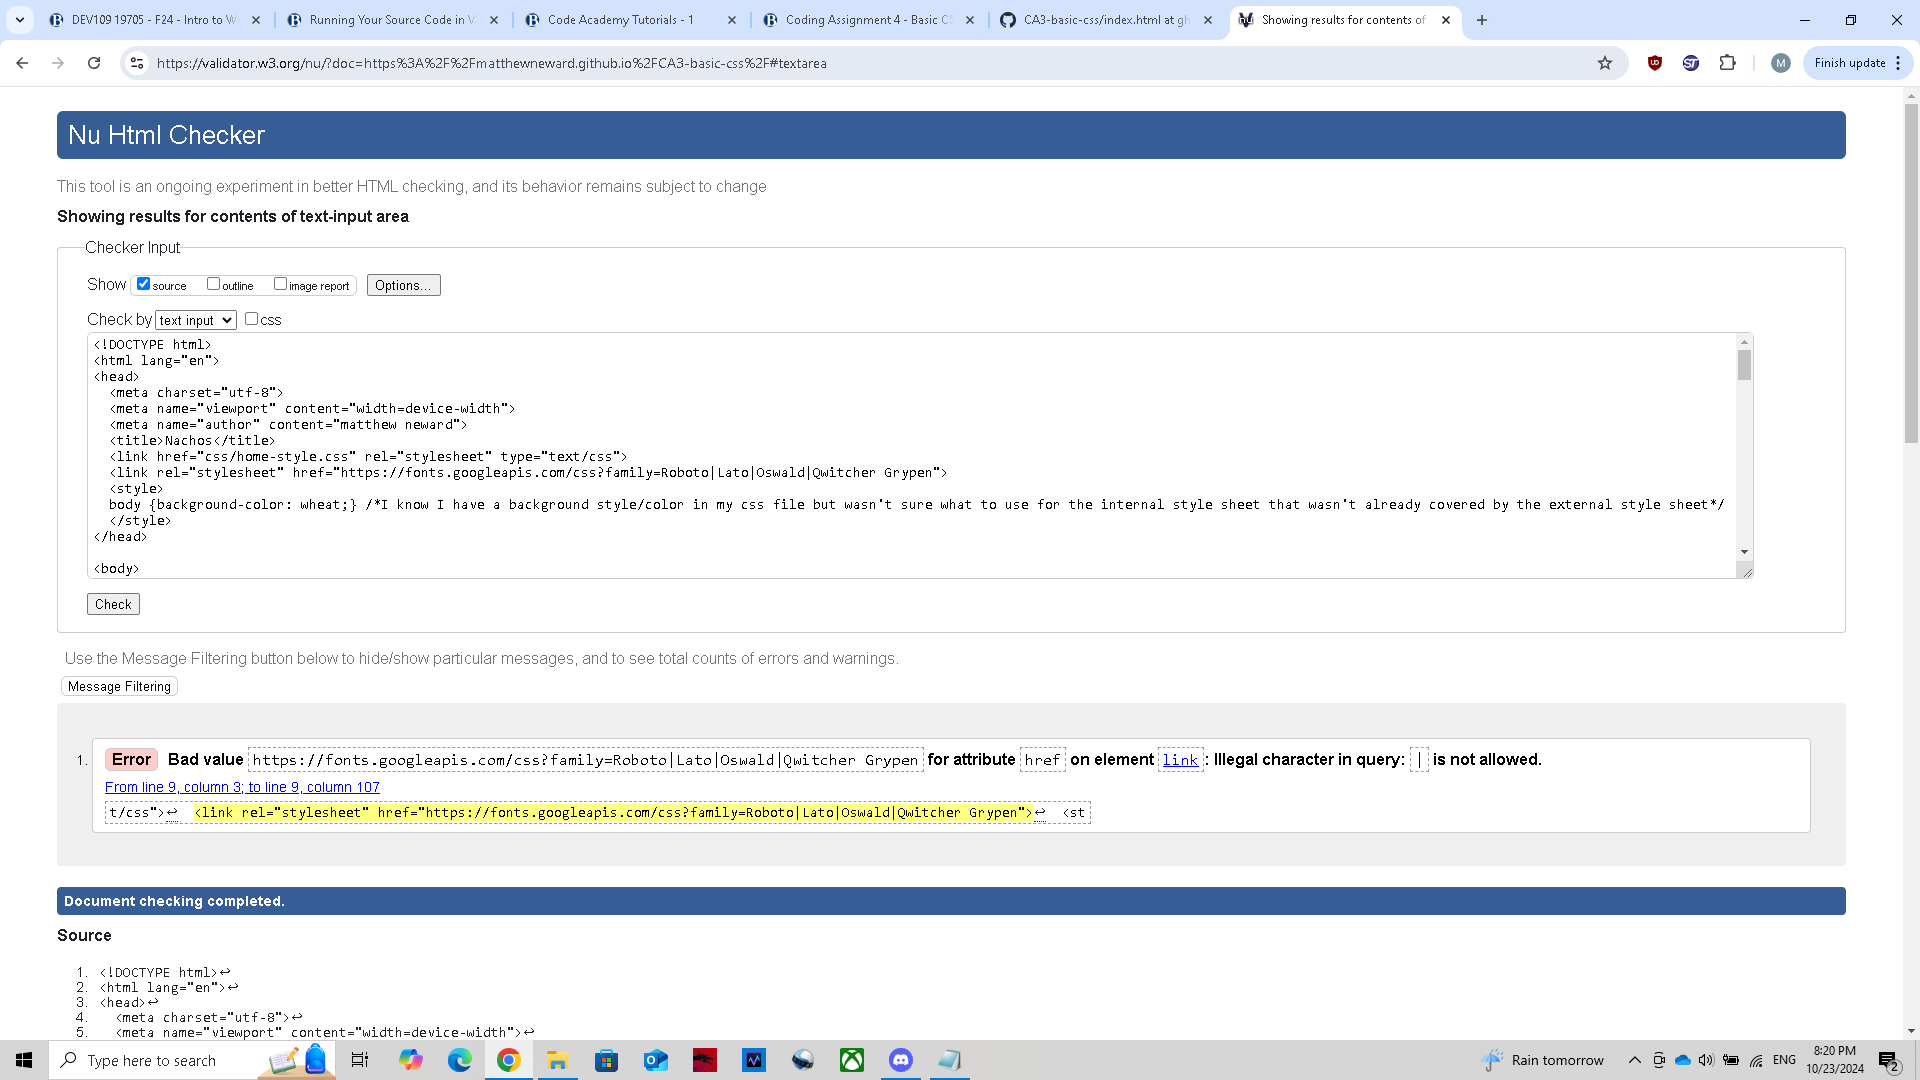 DEV109 19705 - F24 - Intro to W
Running Your Source Code in V
Code Academy Tutorials - 1
Coding Assignment 4 - Basic C
CA3-basic-css/index.html at gh
Showing results for contents of
https://validator.w3.org/nu/?doc=https%3A%2F%2Fmatthewneward.github.io%2FCA3-basic-css%2F#textarea
M
Finish update
Nu Html Checker
This tool is an ongoing experiment in better HTML checking, and its behavior remains subject to change
Showing results for contents of text-input area
Checker Input
Show source outline image report Options...
Check by text input css
<!DOCTYPE html>
<html lang="en">
<head>
<meta charset="utf-8">
<meta name="viewport" content="width=device-width">
<meta name="author" content="matthew neward">
<title>Nachos</title>
<link href="css/home-style.css" rel="stylesheet" type="text/css">
<link rel="stylesheet" href="https://fonts.googleapis.com/css?family=Roboto|Lato|Oswald|Qwitcher Grypen">
<style>
body {background-color: wheat;} /*I know I have a background style/color in my css file but wasn't sure what to use for the internal style sheet that wasn't already covered by the external style sheet*/
</style>
</head>
<body>
Check
Use the Message Filtering button below to hide/show particular messages, and to see total counts of errors and warnings.
Message Filtering
1. Error Bad value https://fonts.googleapis.com/css?family=Roboto|Lato|Oswald|Qwitcher Grypen for attribute href on element link: Illegal character in query: | is not allowed.
From line 9, column 3; to line 9, column 107
t/css">↩ <link rel="stylesheet" href="https://fonts.googleapis.com/css?family=Roboto|Lato|Oswald|Qwitcher Grypen">↩ <st
Document checking completed.
Source
1. <!DOCTYPE html>↩
2. <html lang="en">↩
3. <head>↩
4. <meta charset="utf-8">↩
5. <meta name="viewport" content="width=device-width">↩
Type here to search
Rain tomorrow
ENG
8:20 PM
10/23/2024
2